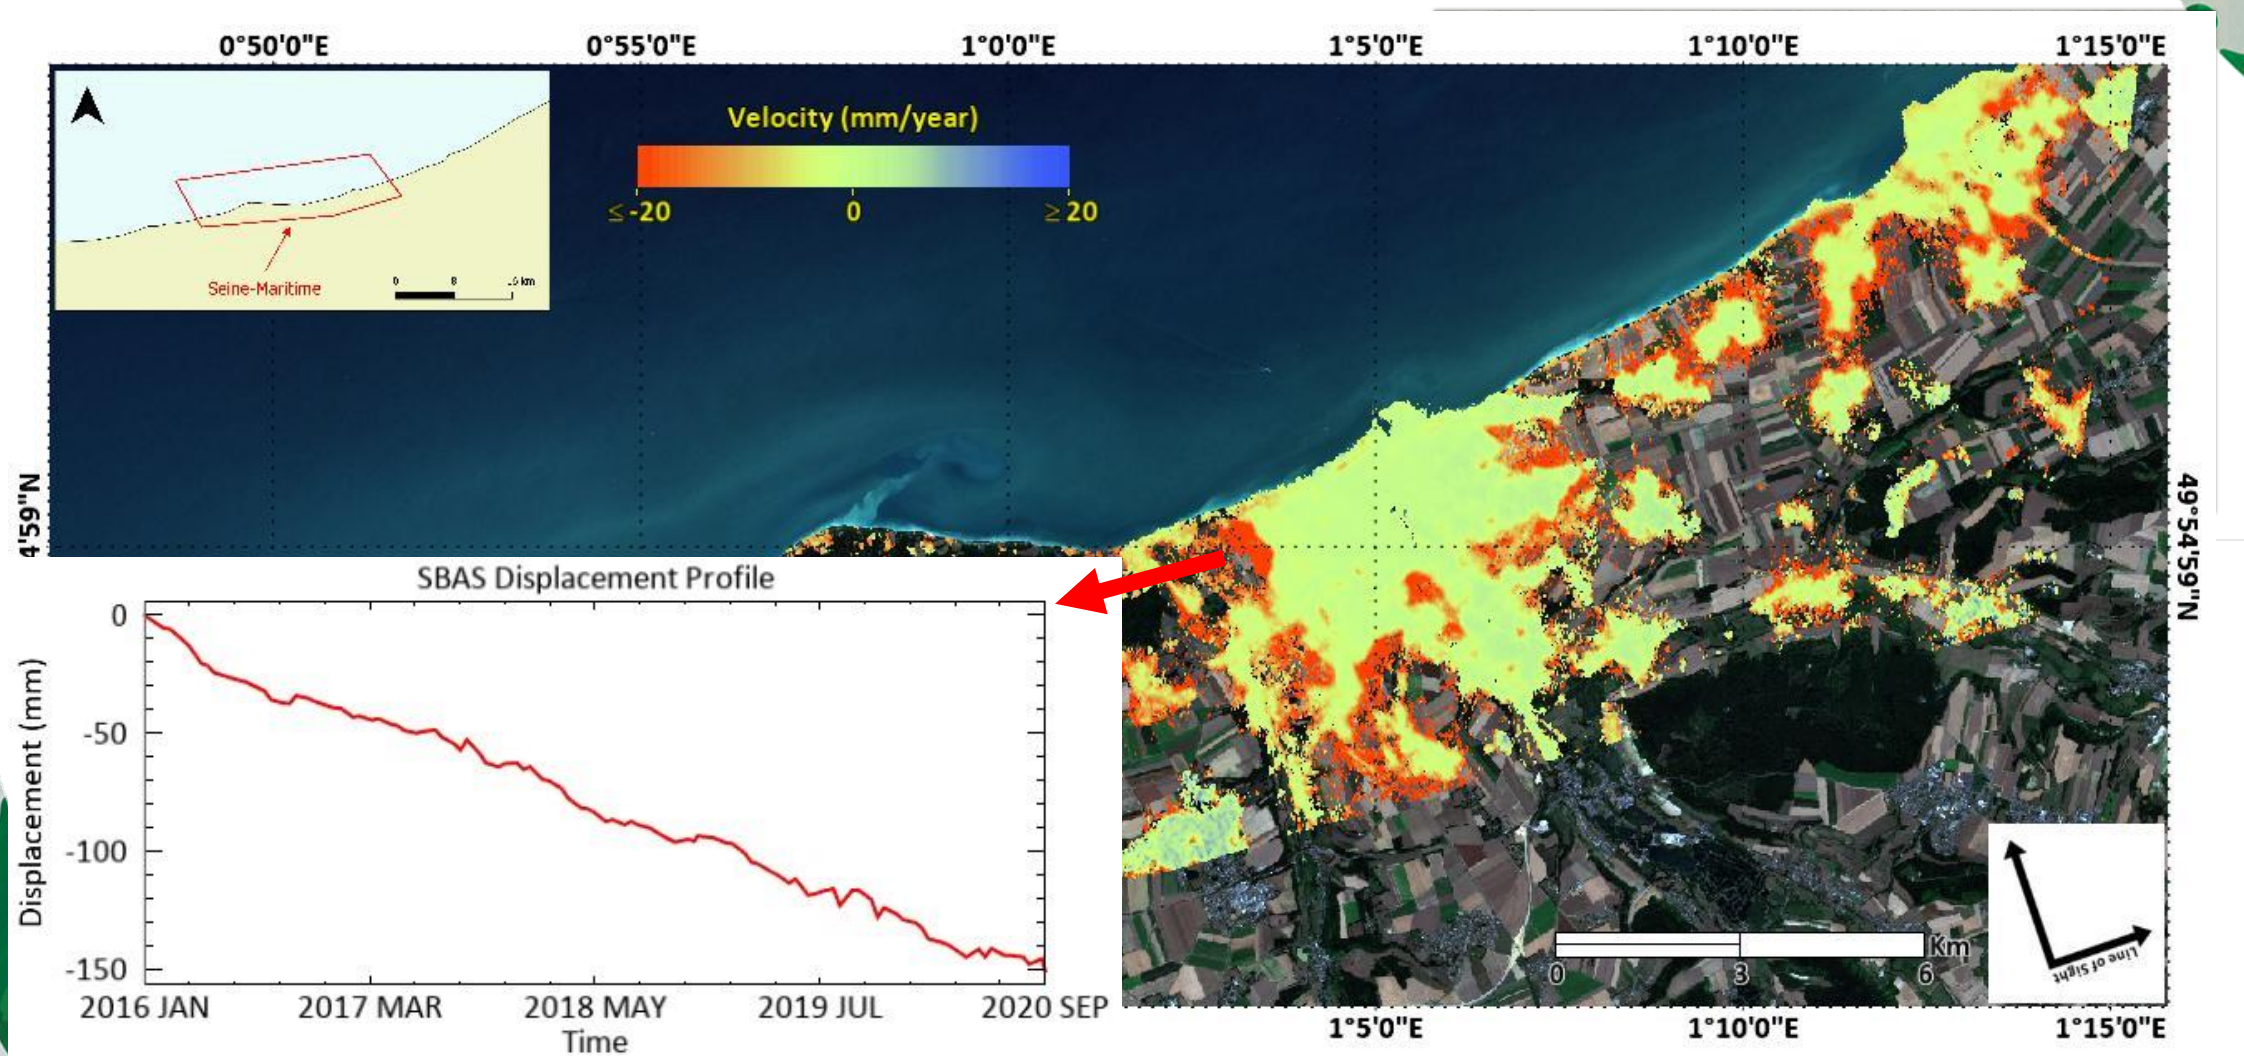 0°50'0"E 0°55'0"E 1°0'0"E 1°5'0"E 1°10'0"E 1°15'0"E
Velocity (mm/year)
≤ -20 0 ≥ 20
Seine-Maritime
0 8 km
4'59"N
49°54'59"N
SBAS Displacement Profile
Displacement (mm)
0
-50
-100
-150
2016 JAN 2017 MAR 2018 MAY 2019 JUL 2020 SEP
Time
Km
0 3 6
Line of Sight
1°5'0"E 1°10'0"E 1°15'0"E